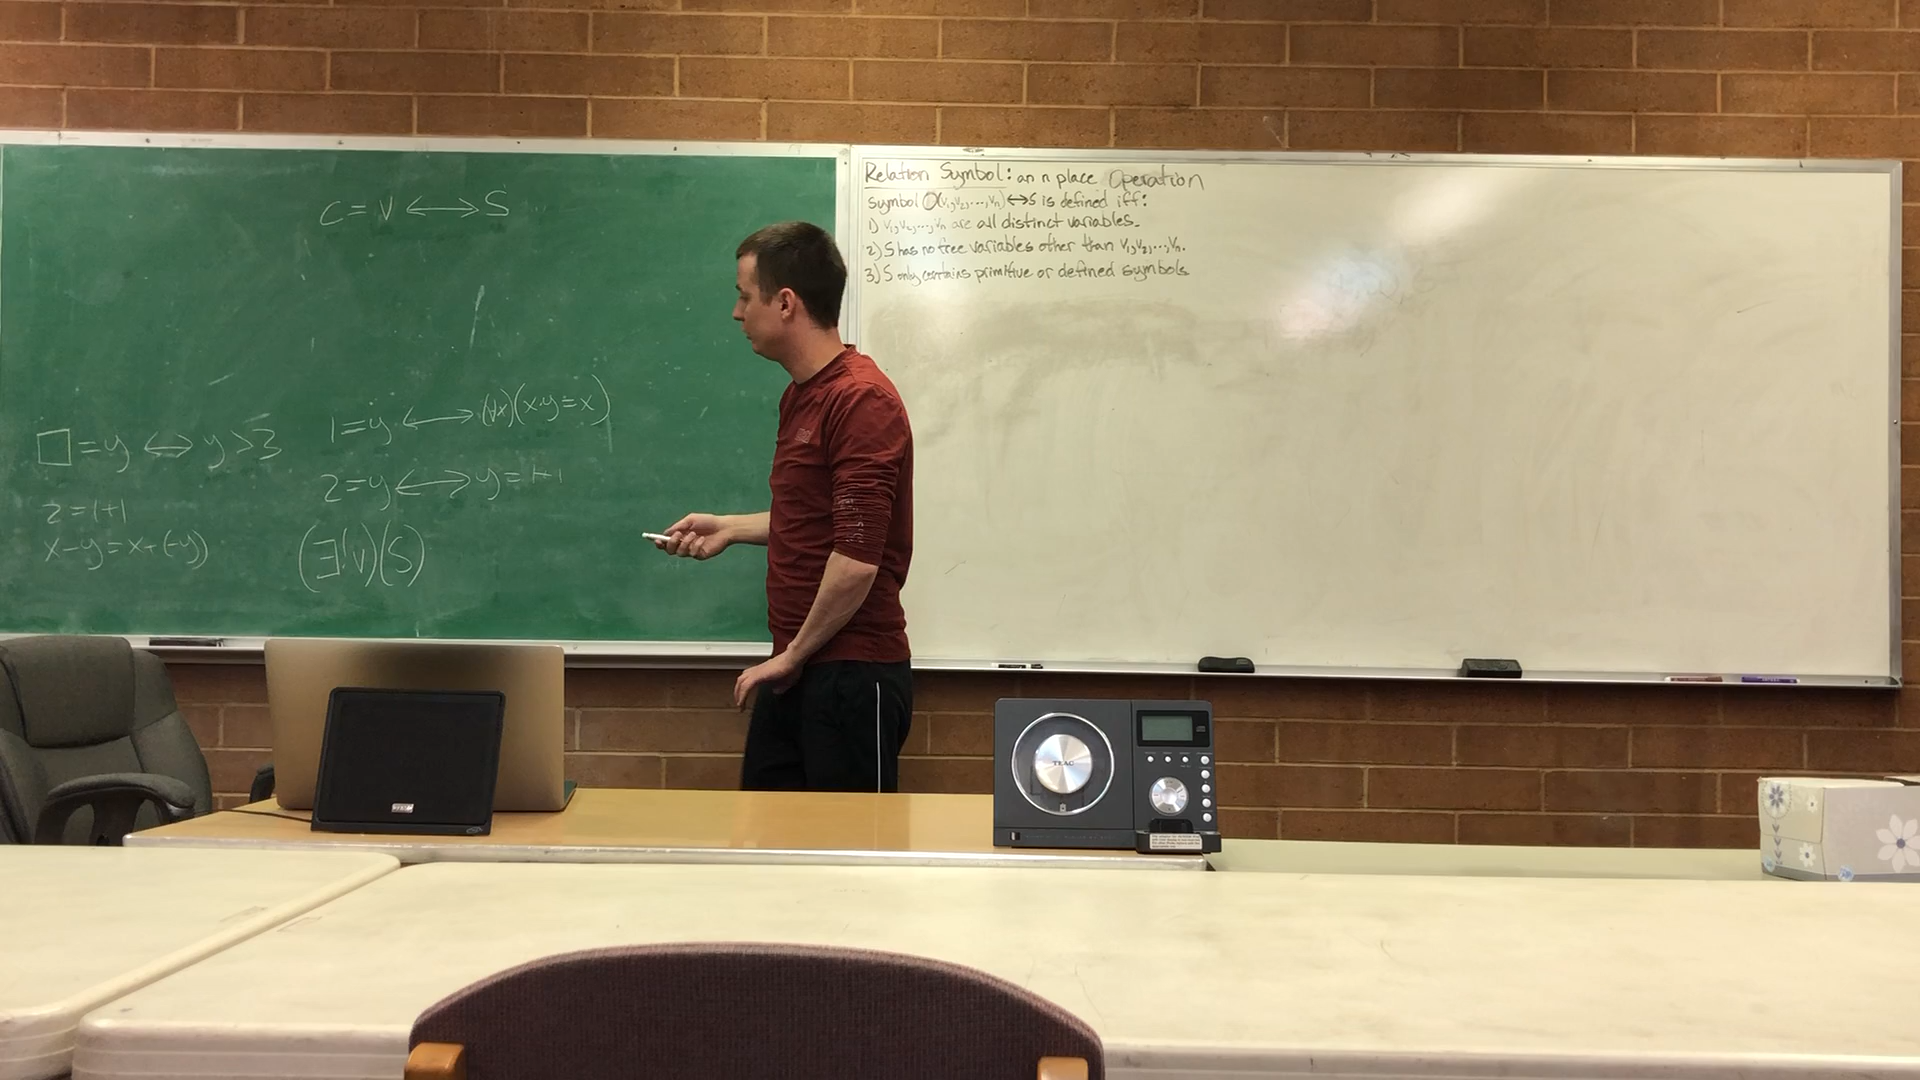 C = V ⟷ S
1 = y ⟷ (∀x)(x·y = x)
□ = y ⟷ y > 3
2 = y ⟷ y = 1+1
2 = 1+1
x - y = x + (-y)
(∃!v)(S)
Relation Symbol: an n place Operation
symbol O(v₁,v₂,...,vₙ) ⟷ S is defined iff:
1) v₁,v₂,...,vₙ are all distinct variables.
2) S has no free variables other than v₁,v₂,...,vₙ.
3) S only contains primitive or defined symbols
TEAC